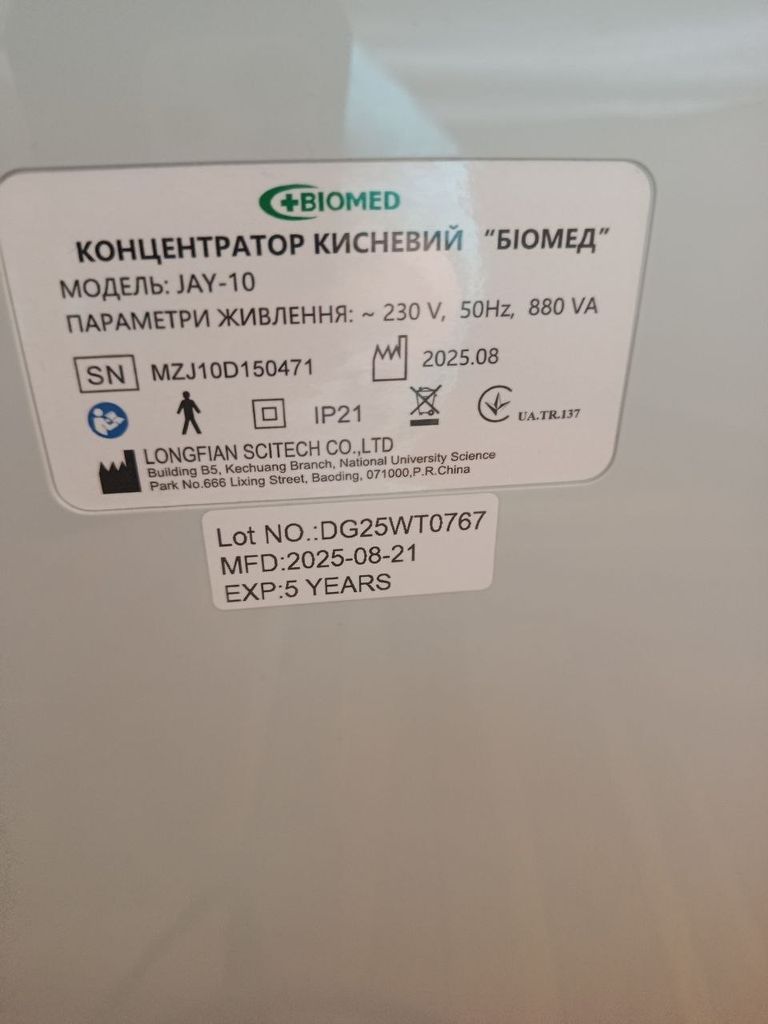 BIOMED
КОНЦЕНТРАТОР КИСНЕВИЙ "БІОМЕД"
МОДЕЛЬ: JAY-10
ПАРАМЕТРИ ЖИВЛЕННЯ: ~ 230 V, 50Hz, 880 VA
SN MZJ10D150471 2025.08
IP21 UA.TR.137
LONGFIAN SCITECH CO.,LTD
Building B5, Kechuang Branch, National University Science
Park No.666 Lixing Street, Baoding, 071000,P.R.China
Lot NO.:DG25WT0767
MFD:2025-08-21
EXP:5 YEARS